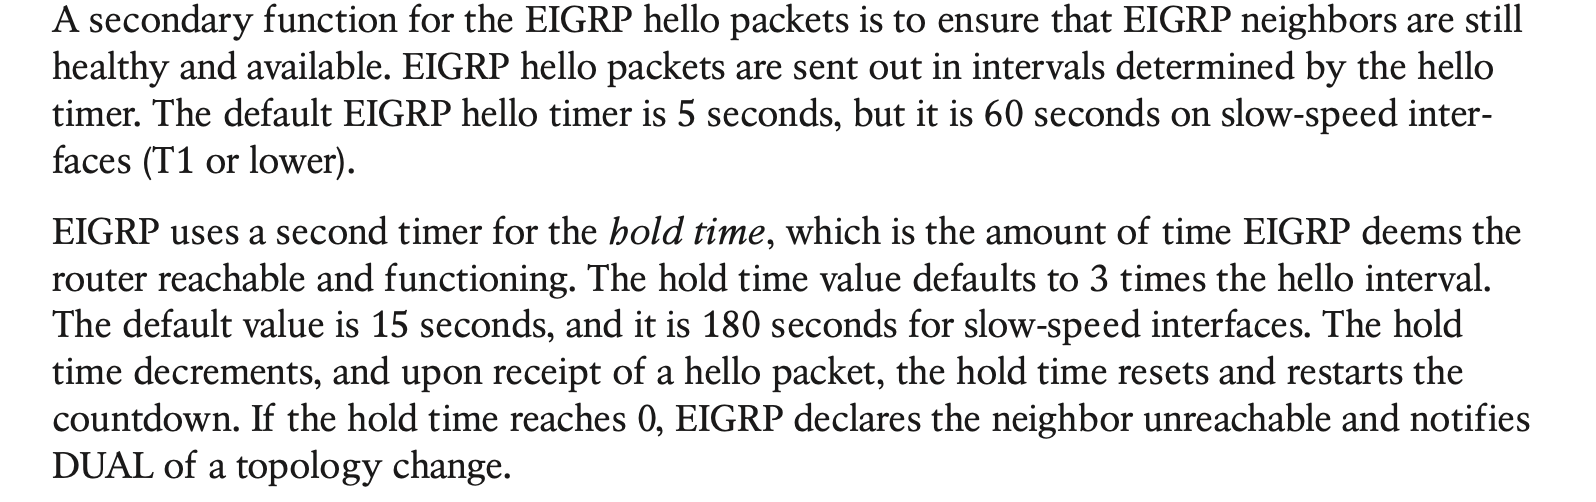 A secondary function for the EIGRP hello packets is to ensure that EIGRP neighbors are still
healthy and available. EIGRP hello packets are sent out in intervals determined by the hello
timer. The default EIGRP hello timer is 5 seconds, but it is 60 seconds on slow-speed inter-
faces (T1 or lower).
EIGRP uses a second timer for the hold time, which is the amount of time EIGRP deems the
router reachable and functioning. The hold time value defaults to 3 times the hello interval.
The default value is 15 seconds, and it is 180 seconds for slow-speed interfaces. The hold
time decrements, and upon receipt of a hello packet, the hold time resets and restarts the
countdown. If the hold time reaches 0, EIGRP declares the neighbor unreachable and notifies
DUAL of a topology change.